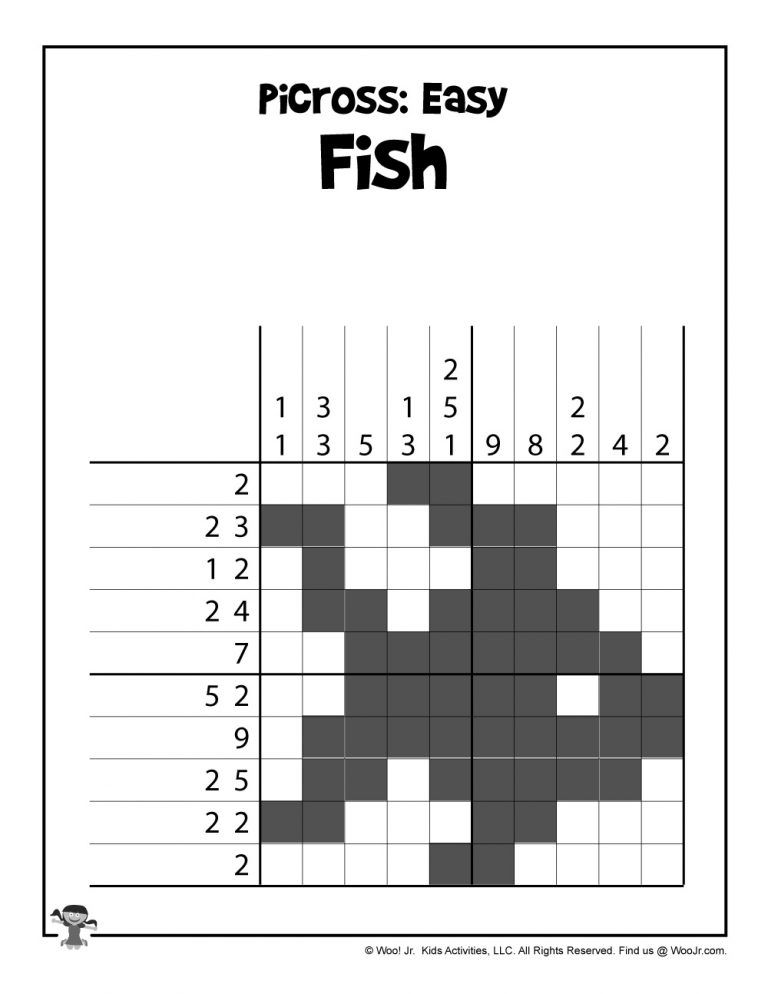 Picross: Easy
Fish
2
1 3 1 5 2
1 3 5 3 1 9 8 2 4 2
2
2 3
1 2
2 4
7
5 2
9
2 5
2 2
2
© Woo! Jr. Kids Activities, LLC. All Rights Reserved. Find us @ WooJr.com.